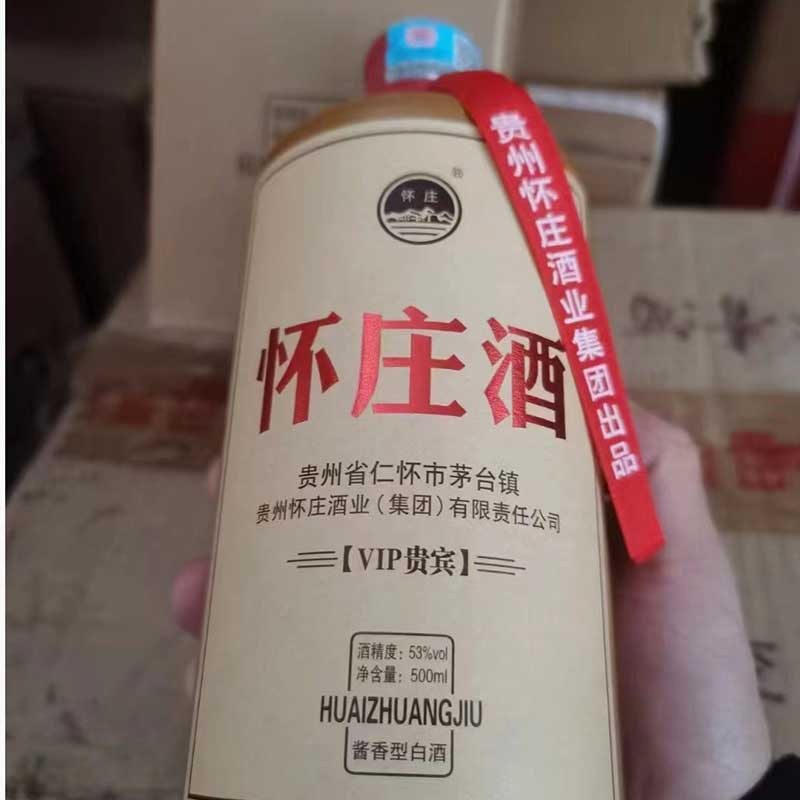 怀庄
®
怀庄酒
贵州省仁怀市茅台镇
贵州怀庄酒业(集团)有限责任公司
【VIP贵宾】
酒精度：53%vol
净含量：500ml
HUAIZHUANGJIU
酱香型白酒
贵州怀庄酒业集团出品